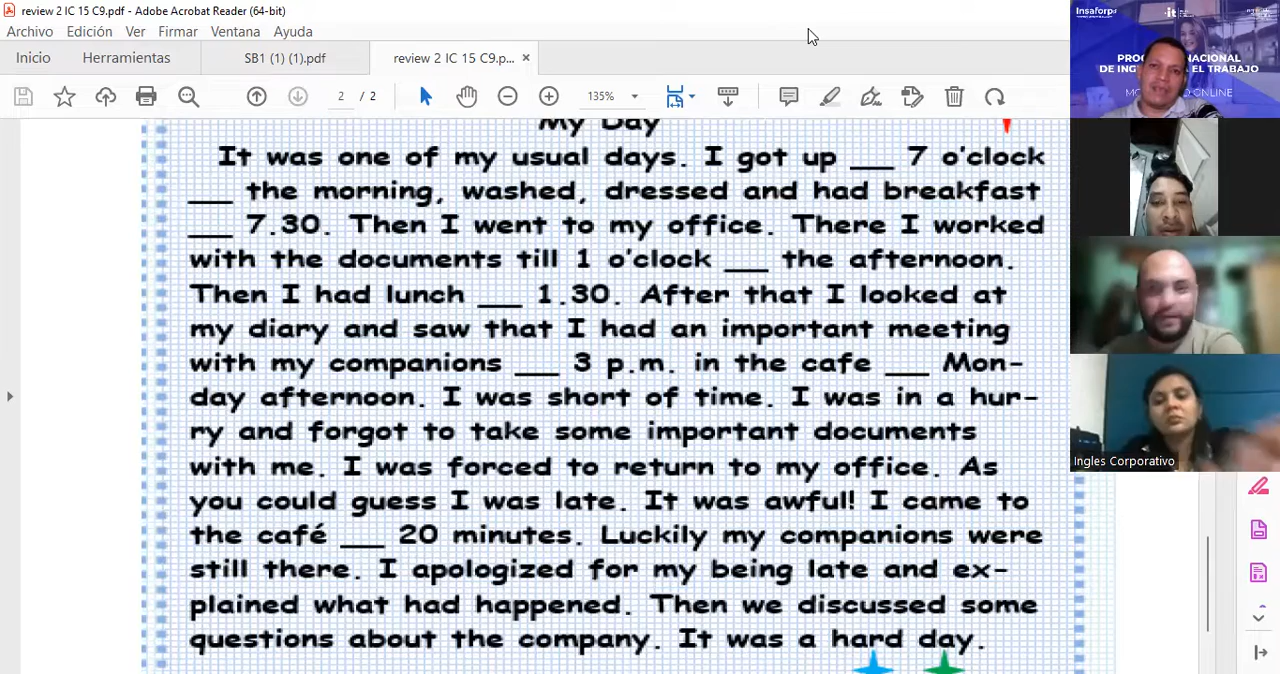 review 2 IC 15 C9.pdf - Adobe Acrobat Reader (64-bit)
Archivo Edición Ver Firmar Ventana Ayuda
Inicio Herramientas SB1 (1) (1).pdf review 2 IC 15 C9.p... ×
2 / 2 135%
My Day
It was one of my usual days. I got up ___ 7 o'clock
___ the morning, washed, dressed and had breakfast
___ 7.30. Then I went to my office. There I worked
with the documents till 1 o'clock ___ the afternoon.
Then I had lunch ___ 1.30. After that I looked at
my diary and saw that I had an important meeting
with my companions ___ 3 p.m. in the cafe ___ Mon-
day afternoon. I was short of time. I was in a hur-
ry and forgot to take some important documents
with me. I was forced to return to my office. As
you could guess I was late. It was awful! I came to
the café ___ 20 minutes. Luckily my companions were
still there. I apologized for my being late and ex-
plained what had happened. Then we discussed some
questions about the company. It was a hard day.
Insaforp
Ingles Corporativo